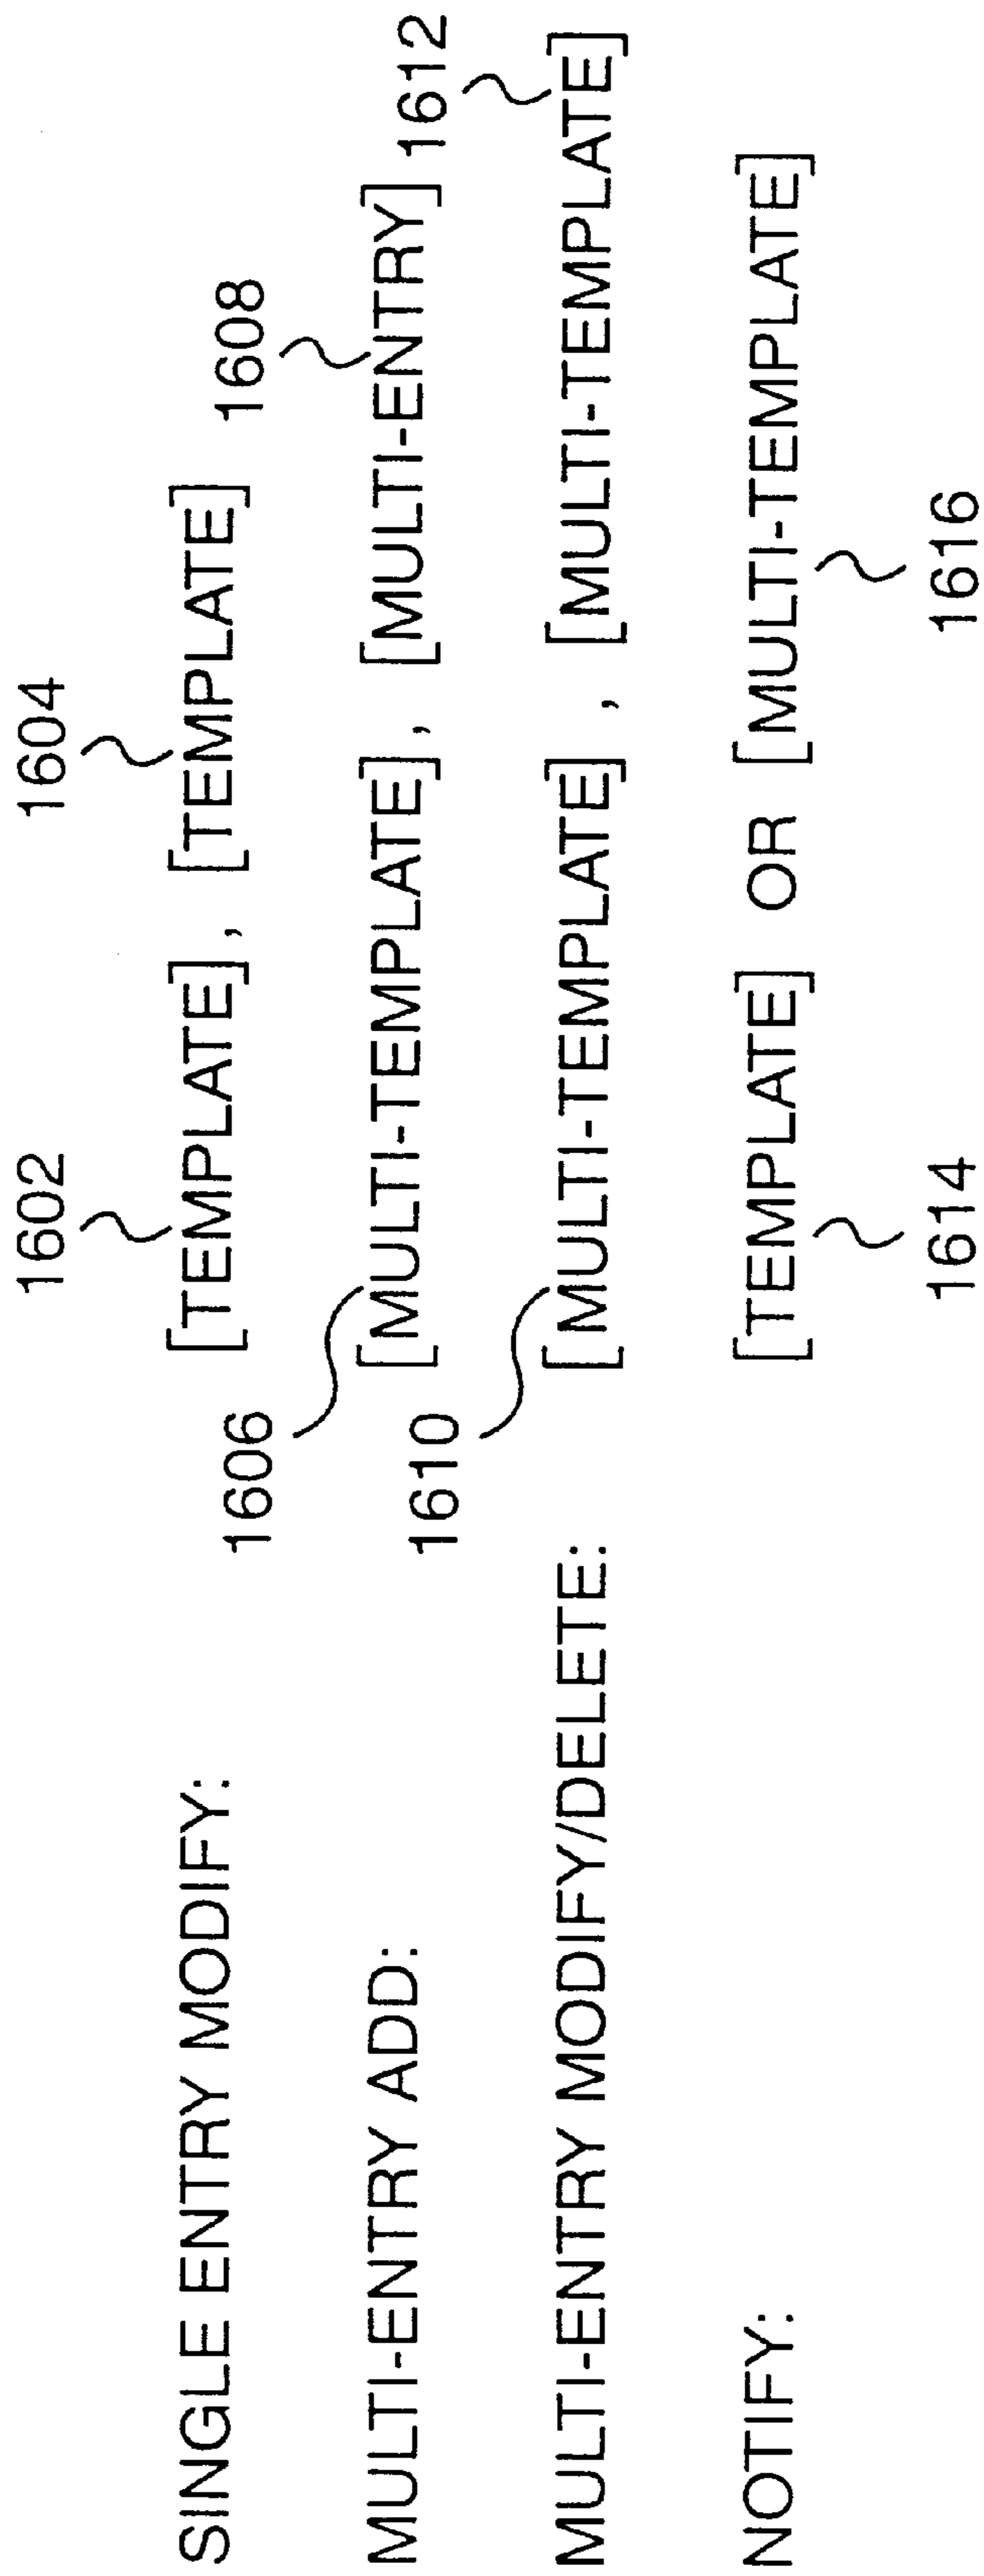 1602 1604
SINGLE ENTRY MODIFY: [TEMPLATE], [TEMPLATE]
1606 1608
MULTI-ENTRY ADD: [MULTI-TEMPLATE], [MULTI-ENTRY]
1610 1612
MULTI-ENTRY MODIFY/DELETE: [MULTI-TEMPLATE], [MULTI-TEMPLATE]
NOTIFY: [TEMPLATE] OR [MULTI-TEMPLATE]
1614 1616